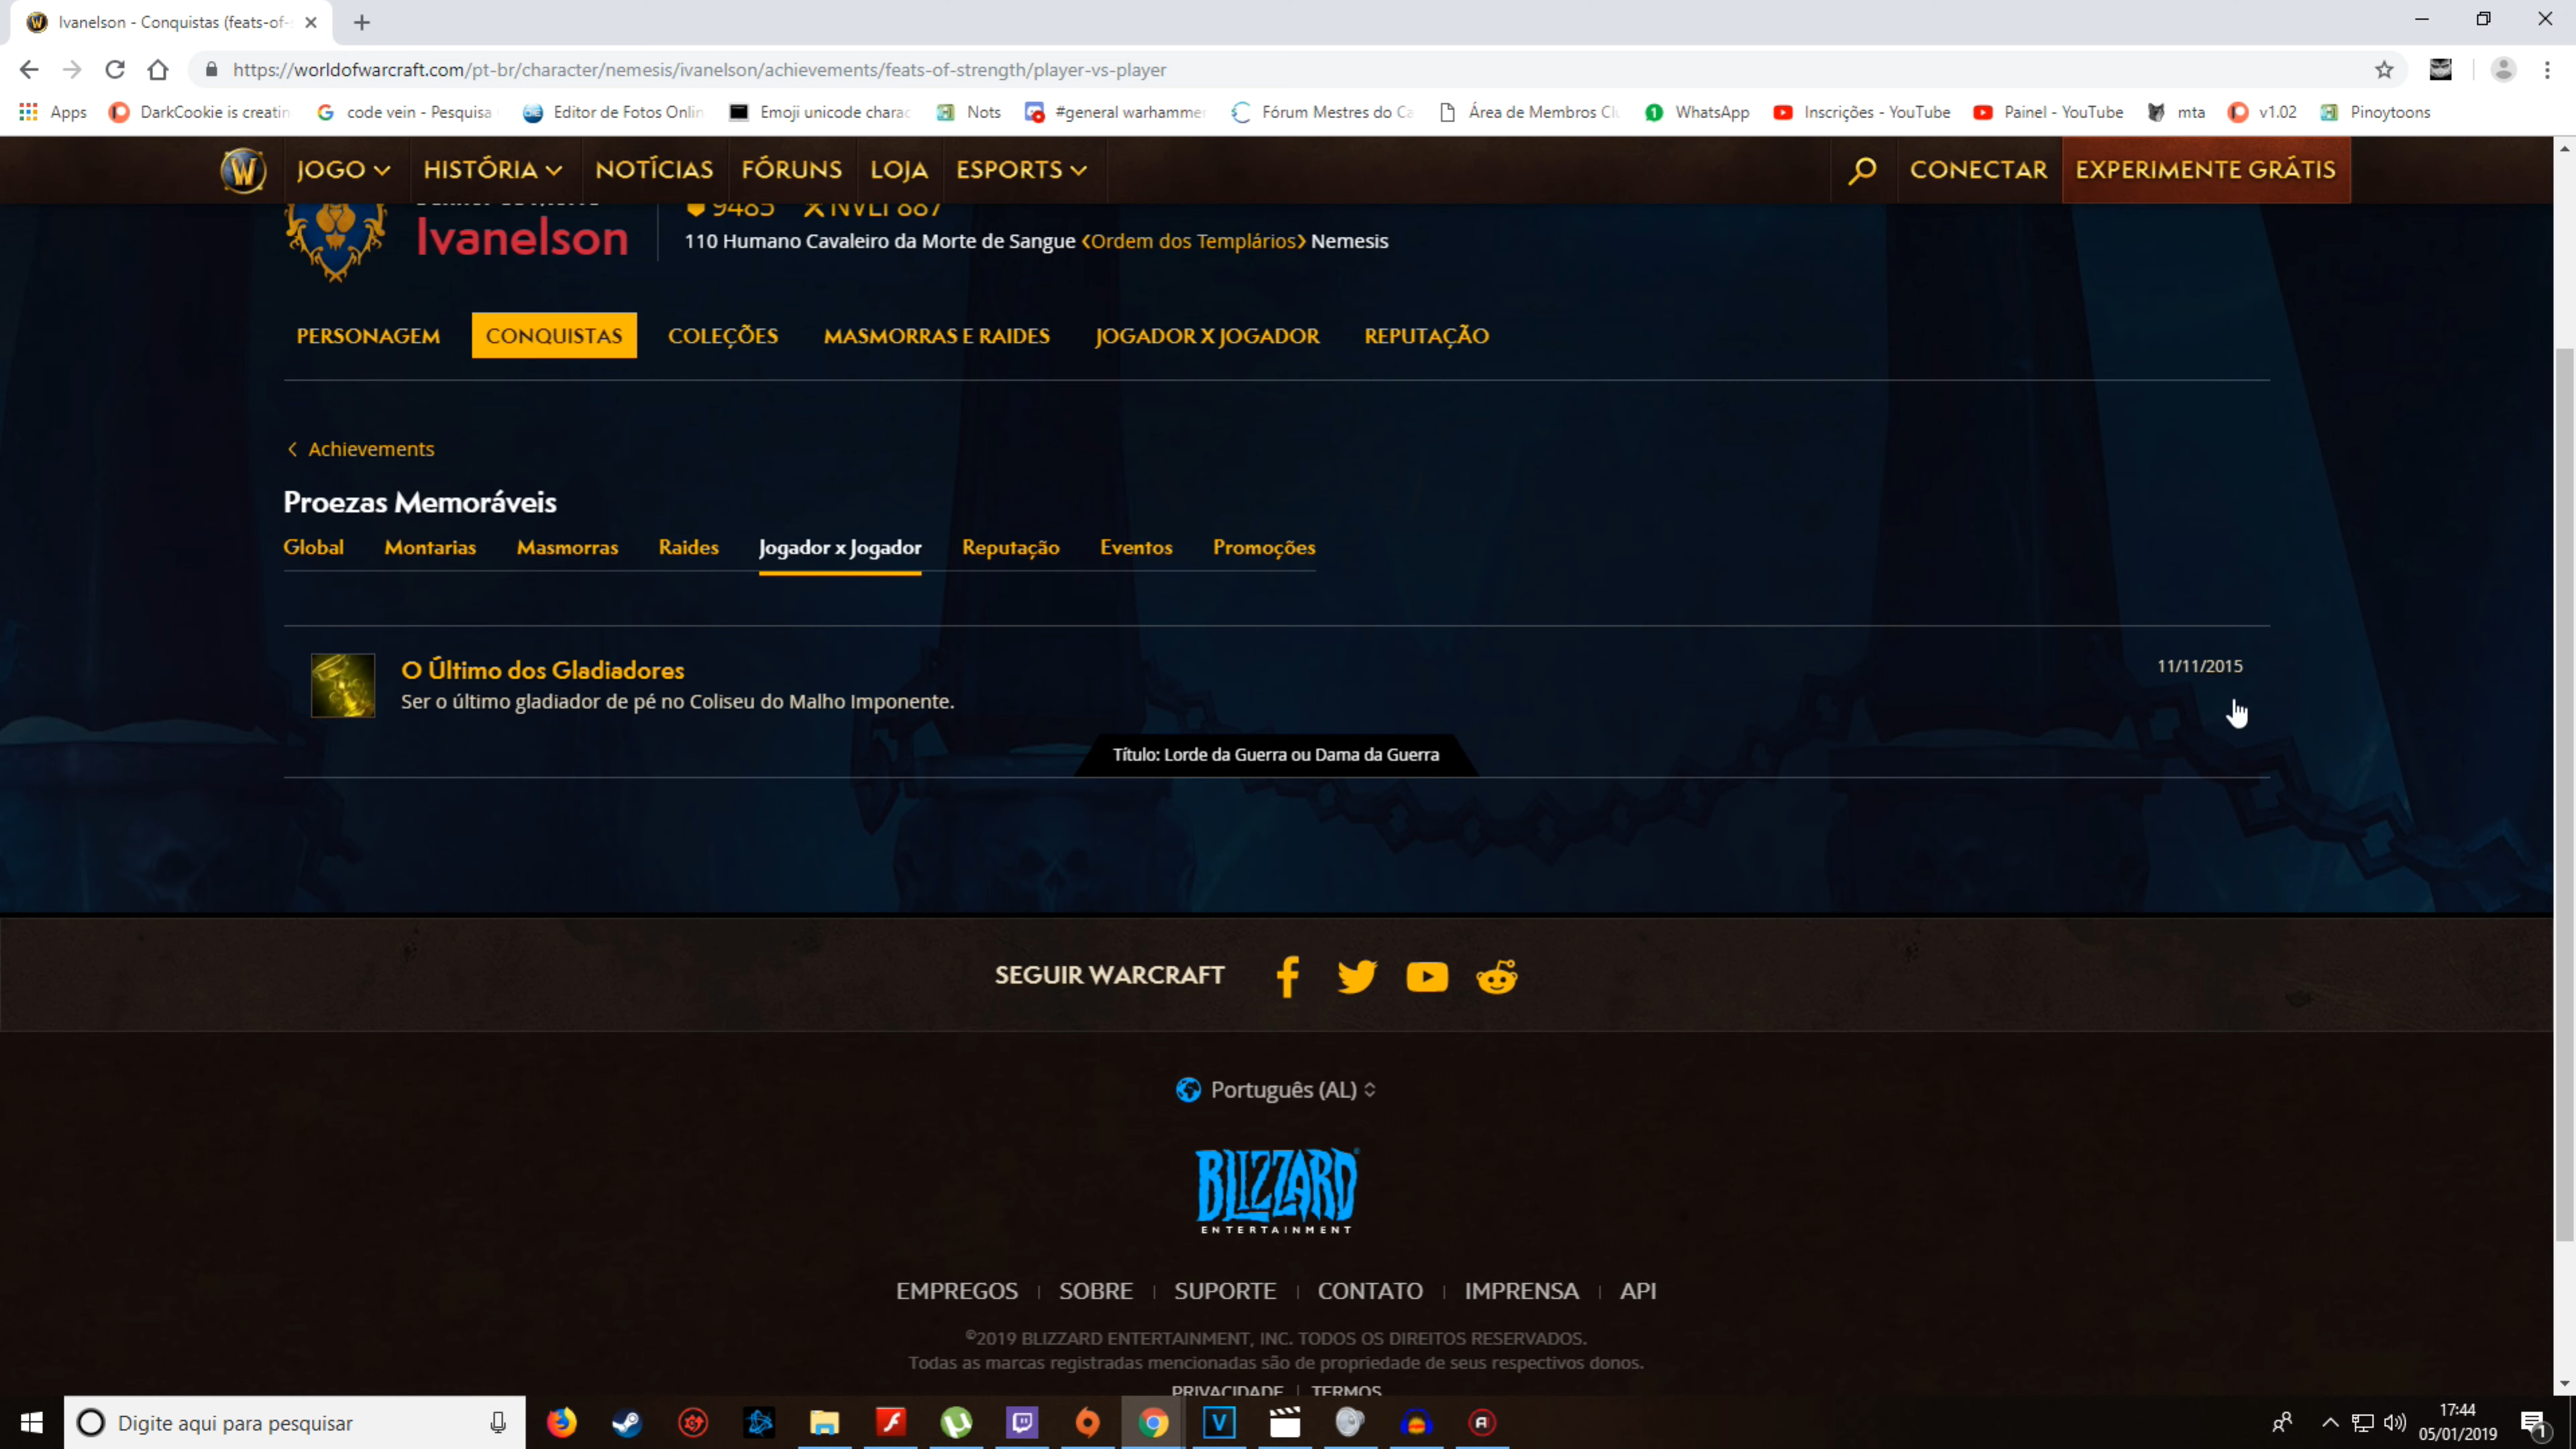 Ivanelson - Conquistas (feats-of-
https://worldofwarcraft.com/pt-br/character/nemesis/ivanelson/achievements/feats-of-strength/player-vs-player
Apps DarkCookie is creatin code vein - Pesquisa Editor de Fotos Onlin Emoji unicode charac Nots #general warhammer Fórum Mestres do Ca Área de Membros Clu WhatsApp Inscrições - YouTube Painel - YouTube mta v1.02 Pinoytoons
JOGO HISTÓRIA NOTÍCIAS FÓRUNS LOJA ESPORTS CONECTAR EXPERIMENTE GRÁTIS
9485 NVLI 887
Ivanelson
110 Humano Cavaleiro da Morte de Sangue <Ordem dos Templários> Nemesis
PERSONAGEM CONQUISTAS COLEÇÕES MASMORRAS E RAIDES JOGADOR X JOGADOR REPUTAÇÃO
< Achievements
Proezas Memoráveis
Global Montarias Masmorras Raides Jogador x Jogador Reputação Eventos Promoções
O Último dos Gladiadores
11/11/2015
Ser o último gladiador de pé no Coliseu do Malho Imponente.
Título: Lorde da Guerra ou Dama da Guerra
SEGUIR WARCRAFT
Português (AL)
BLIZZARD
ENTERTAINMENT
EMPREGOS | SOBRE | SUPORTE | CONTATO | IMPRENSA | API
©2019 BLIZZARD ENTERTAINMENT, INC. TODOS OS DIREITOS RESERVADOS.
Todas as marcas registradas mencionadas são de propriedade de seus respectivos donos.
PRIVACIDADE | TERMOS
Digite aqui para pesquisar
17:44
05/01/2019
1